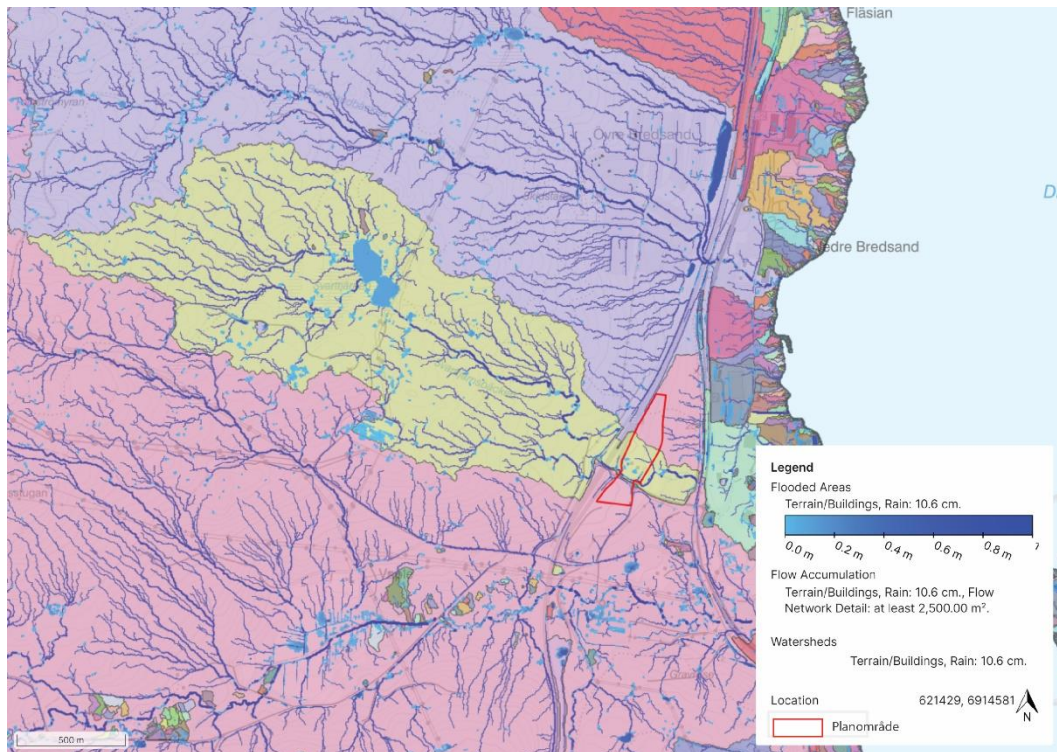 Fläsian
Övre Bredsand
Vedre Bredsand
D
Legend
Flooded Areas
Terrain/Buildings, Rain: 10.6 cm.
0.0 m 0.2 m 0.4 m 0.6 m 0.8 m ?
Flow Accumulation
Terrain/Buildings, Rain: 10.6 cm., Flow
Network Detail: at least 2,500.00 m².
Watersheds
Terrain/Buildings, Rain: 10.6 cm.
Location 621429, 6914581
N
Planområde
500 m